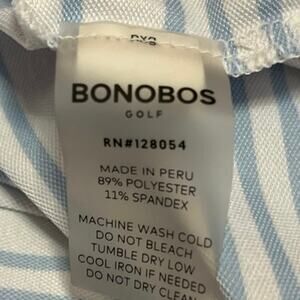 BONOBOS
GOLF
RN#128054
MADE IN PERU
89% POLYESTER
11% SPANDEX
MACHINE WASH COLD
DO NOT BLEACH
TUMBLE DRY LOW
COOL IRON IF NEEDED
DO NOT DRY CLEAN